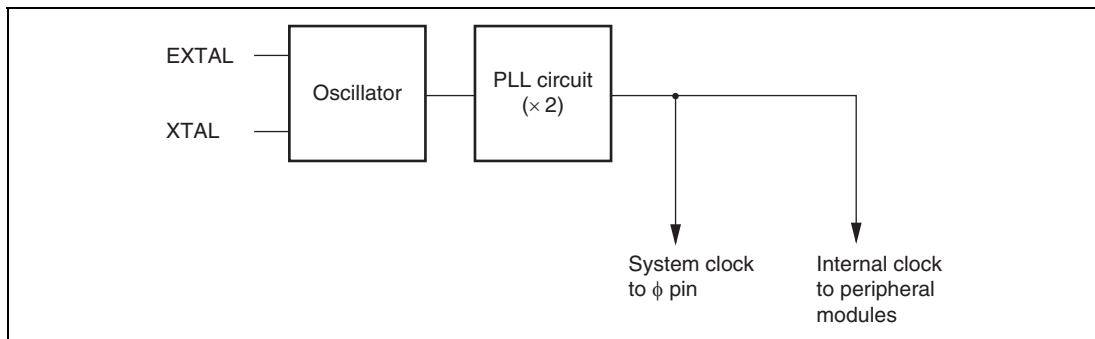 EXTAL
XTAL
Oscillator
PLL circuit
(× 2)
System clock
to ϕ pin
Internal clock
to peripheral
modules